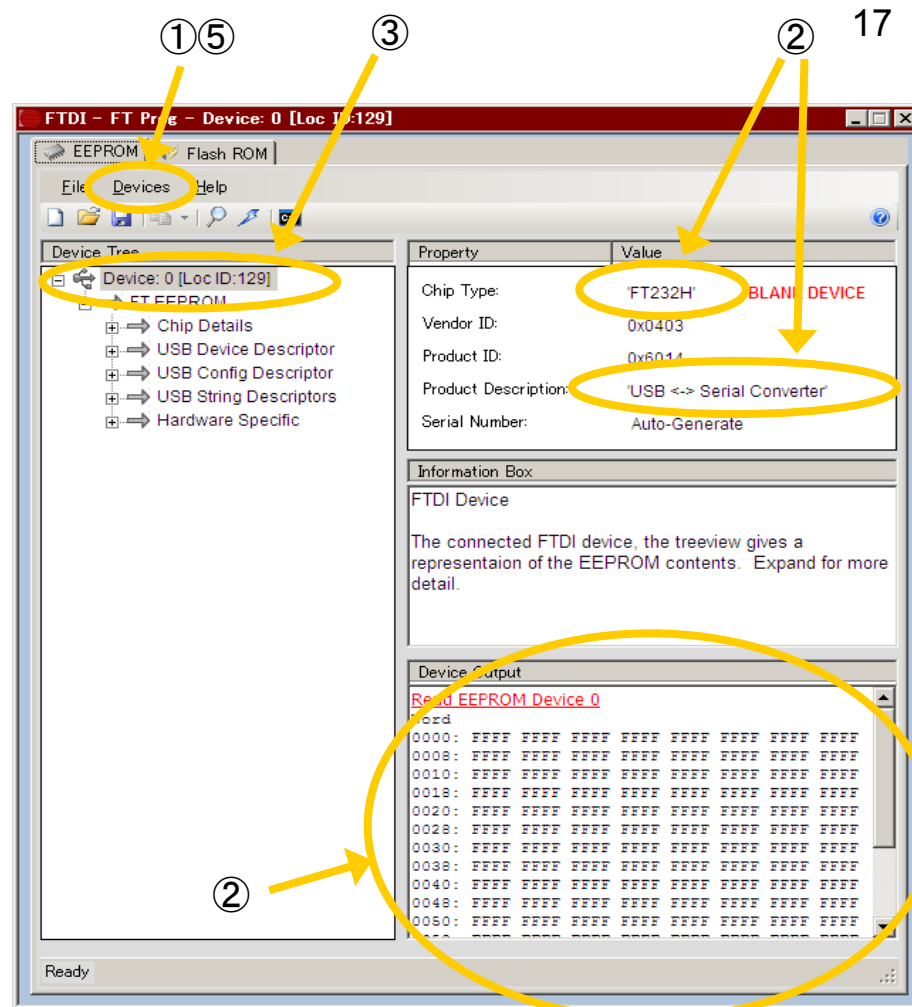 17
①⑤
③
②
FTDI - FT Prog - Device: 0 [Loc ID:129]
EEPROM
Flash ROM
File Devices Help
Device Tree
Device: 0 [Loc ID:129]
FT EEPROM
Chip Details
USB Device Descriptor
USB Config Descriptor
USB String Descriptors
Hardware Specific
Property Value
Chip Type: 'FT232H' BLANK DEVICE
Vendor ID: 0x0403
Product ID: 0x6014
Product Description: 'USB <-> Serial Converter'
Serial Number: Auto-Generate
Information Box
FTDI Device
The connected FTDI device, the treeview gives a
representaion of the EEPROM contents. Expand for more
detail.
Device Output
Read EEPROM Device 0
Word
0000: FFFF FFFF FFFF FFFF FFFF FFFF FFFF FFFF
0008: FFFF FFFF FFFF FFFF FFFF FFFF FFFF FFFF
0010: FFFF FFFF FFFF FFFF FFFF FFFF FFFF FFFF
0018: FFFF FFFF FFFF FFFF FFFF FFFF FFFF FFFF
0020: FFFF FFFF FFFF FFFF FFFF FFFF FFFF FFFF
0028: FFFF FFFF FFFF FFFF FFFF FFFF FFFF FFFF
0030: FFFF FFFF FFFF FFFF FFFF FFFF FFFF FFFF
0038: FFFF FFFF FFFF FFFF FFFF FFFF FFFF FFFF
0040: FFFF FFFF FFFF FFFF FFFF FFFF FFFF FFFF
0048: FFFF FFFF FFFF FFFF FFFF FFFF FFFF FFFF
0050: FFFF FFFF FFFF FFFF FFFF FFFF FFFF FFFF
②
Ready